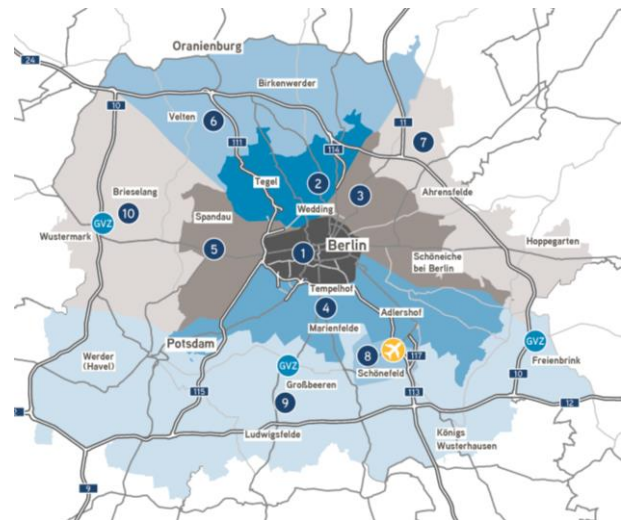 Oranienburg
24
10
Birkenwerder
Velten
6
111
114
11
7
2
3
Tegel
Ahrensfelde
Brieselang
10
Wedding
Spandau
GVZ
Wustermark
5
1
Berlin
Hoppegarten
Schöneiche
bei Berlin
Tempelhof
4
Adlershof
Marienfelde
Potsdam
8
117
GVZ
Freienbrink
Werder
(Havel)
GVZ
Schönefeld
10
Großbeeren
115
9
113
12
Ludwigsfelde
Königs
Wusterhausen
9